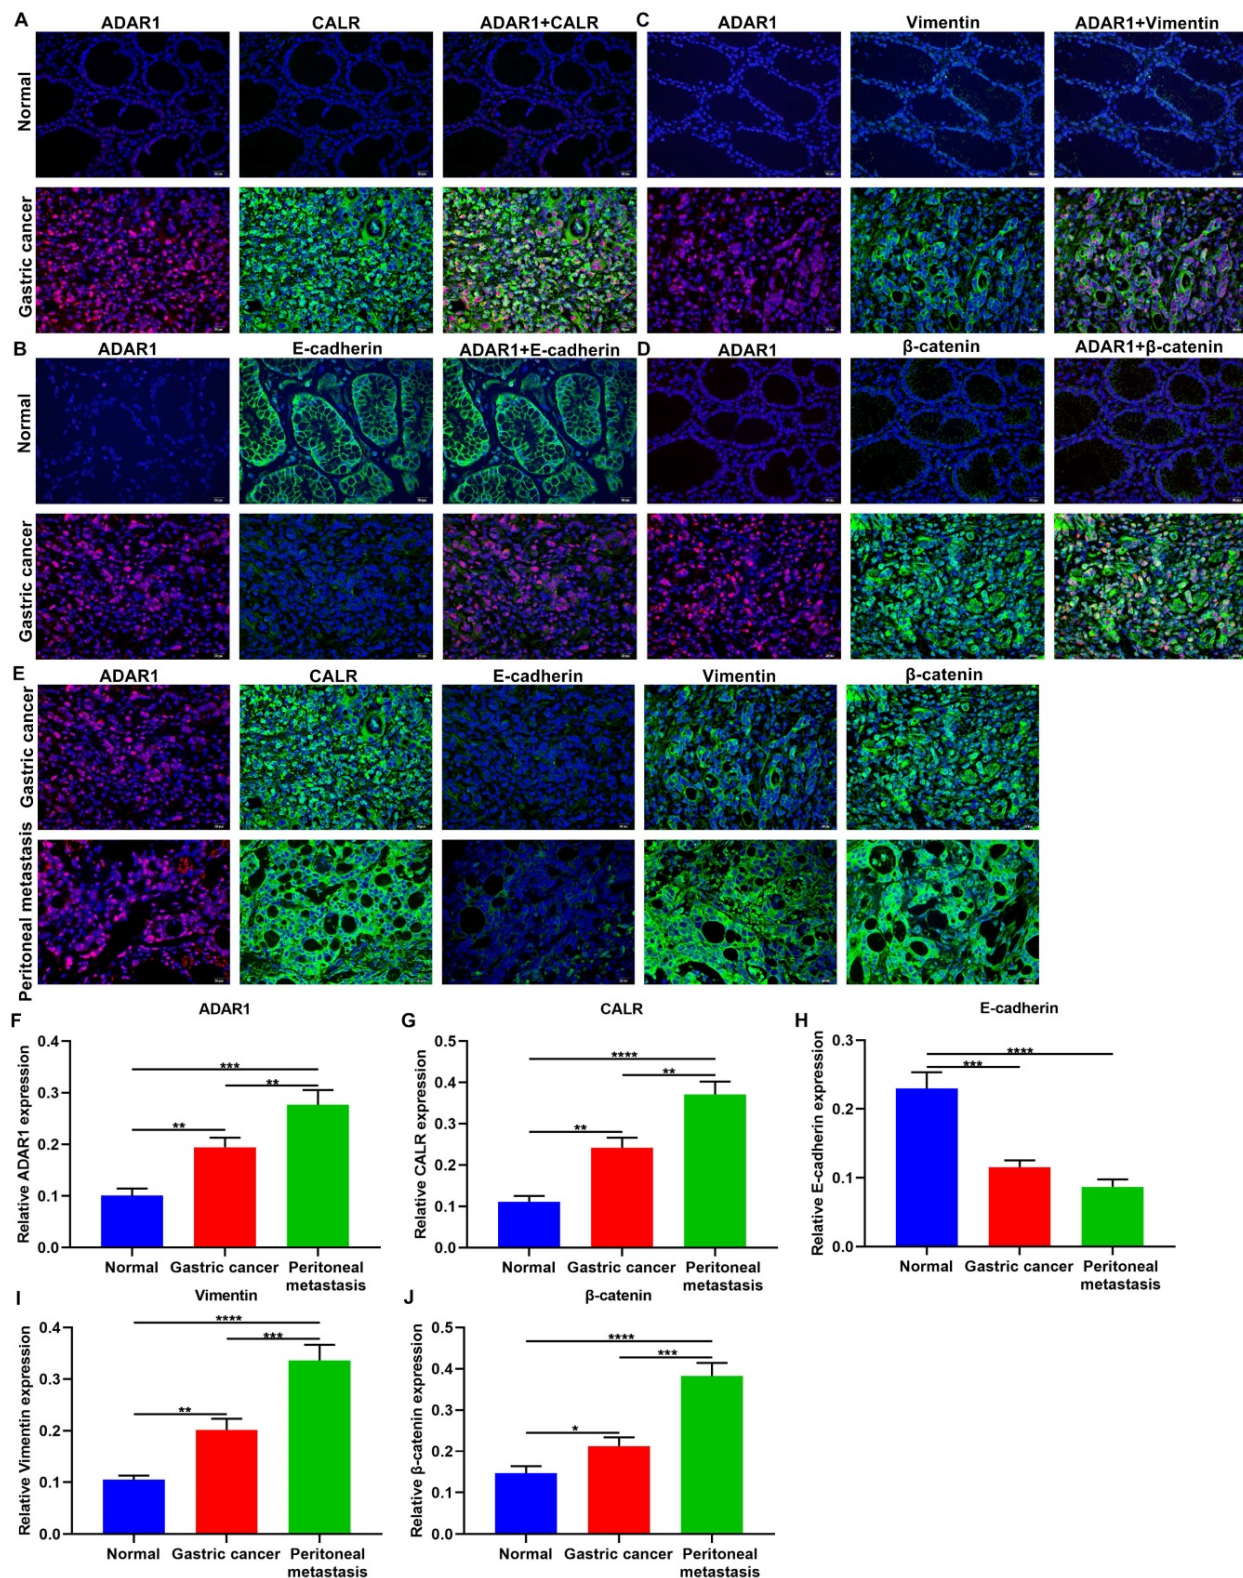 A
ADAR1 CALR ADAR1+CALR
C
ADAR1 Vimentin ADAR1+Vimentin
Normal
Gastric cancer
B
ADAR1 E-cadherin ADAR1+E-cadherin
D
ADAR1 β-catenin ADAR1+β-catenin
Normal
Gastric cancer
E
ADAR1 CALR E-cadherin Vimentin β-catenin
Gastric cancer
Peritoneal metastasis
F
ADAR1
Relative ADAR1 expression
0.4
0.3
0.2
0.1
0.0
***
**
**
Normal Gastric cancer Peritoneal
metastasis
G
CALR
Relative CALR expression
0.5
0.4
0.3
0.2
0.1
0.0
****
**
**
Normal Gastric cancer Peritoneal
metastasis
H
E-cadherin
Relative E-cadherin expression
0.3
0.2
0.1
0.0
****
***
Normal Gastric cancer Peritoneal
metastasis
I
Vimentin
Relative Vimentin expression
0.4
0.3
0.2
0.1
0.0
****
***
**
Normal Gastric cancer Peritoneal
metastasis
J
β-catenin
Relative β-catenin expression
0.5
0.4
0.3
0.2
0.1
0.0
****
***
*
Normal Gastric cancer Peritoneal
metastasis